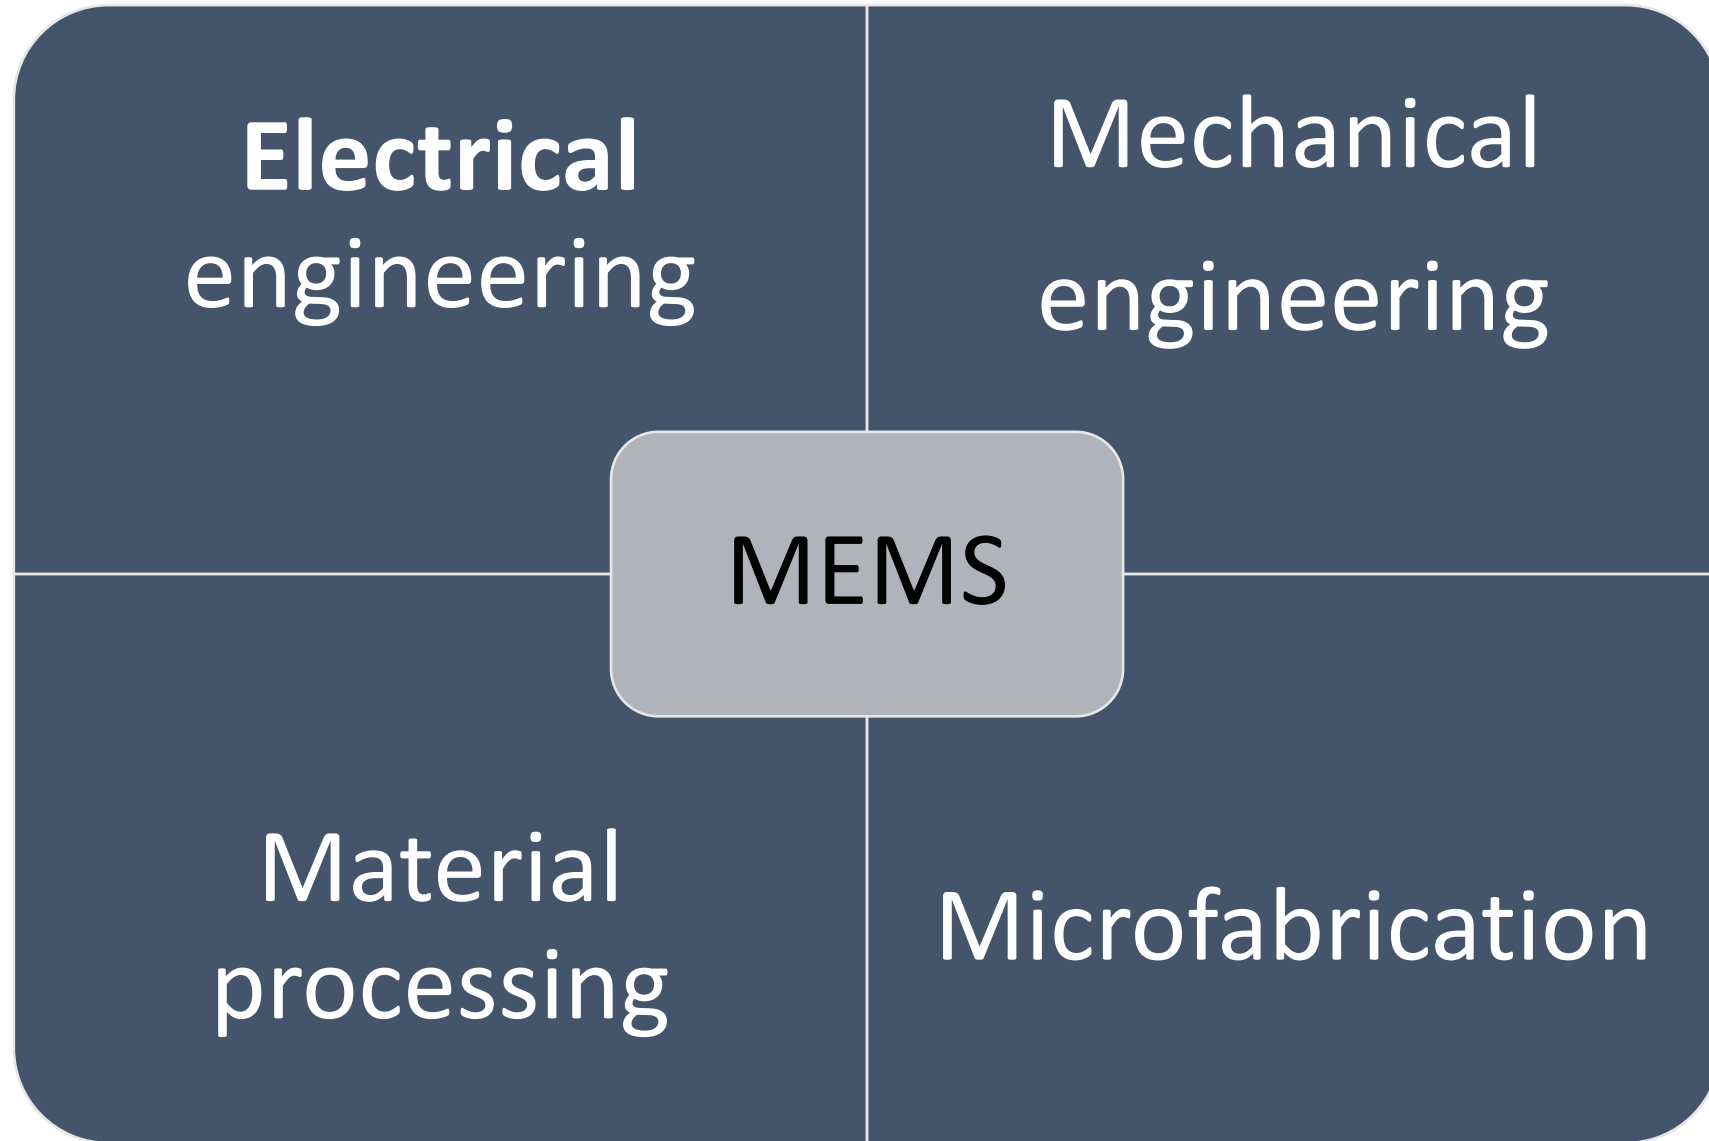 Electrical
engineering
Mechanical
engineering
MEMS
Material
processing
Microfabrication